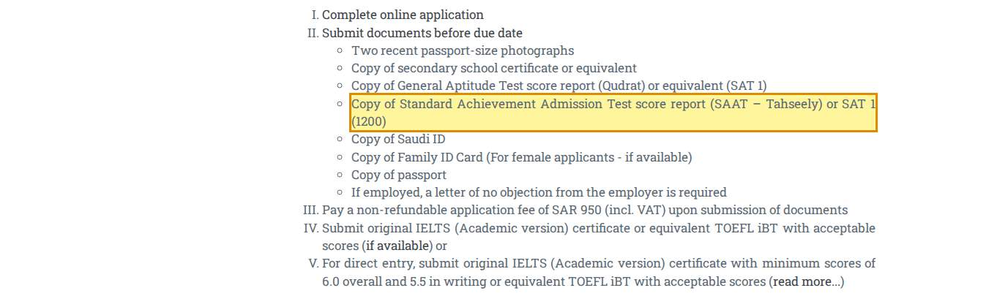 I. Complete online application
II. Submit documents before due date
○ Two recent passport-size photographs
○ Copy of secondary school certificate or equivalent
○ Copy of General Aptitude Test score report (Qudrat) or equivalent (SAT 1)
○ Copy of Standard Achievement Admission Test score report (SAAT – Tahseely) or SAT 1
(1200)
○ Copy of Saudi ID
○ Copy of Family ID Card (For female applicants - if available)
○ Copy of passport
○ If employed, a letter of no objection from the employer is required
III. Pay a non-refundable application fee of SAR 950 (incl. VAT) upon submission of documents
IV. Submit original IELTS (Academic version) certificate or equivalent TOEFL iBT with acceptable
scores (if available) or
V. For direct entry, submit original IELTS (Academic version) certificate with minimum scores of
6.0 overall and 5.5 in writing or equivalent TOEFL iBT with acceptable scores (read more...)